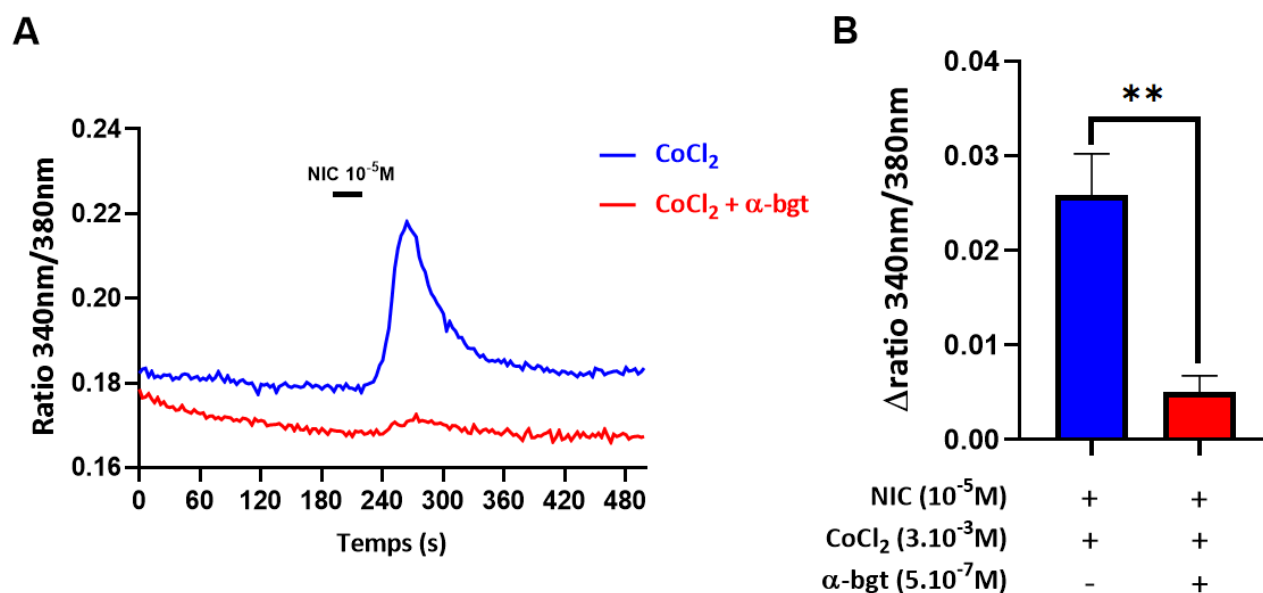 A
Ratio 340nm/380nm
0.24
0.22
0.20
0.18
0.16
NIC 10⁻⁵M
CoCl₂
CoCl₂ + α-bgt
0 60 120 180 240 300 360 420 480
Temps (s)
B
Δratio 340nm/380nm
0.04
0.03
0.02
0.01
0.00
**
NIC (10⁻⁵M) + +
CoCl₂ (3.10⁻³M) + +
α-bgt (5.10⁻⁷M) - +